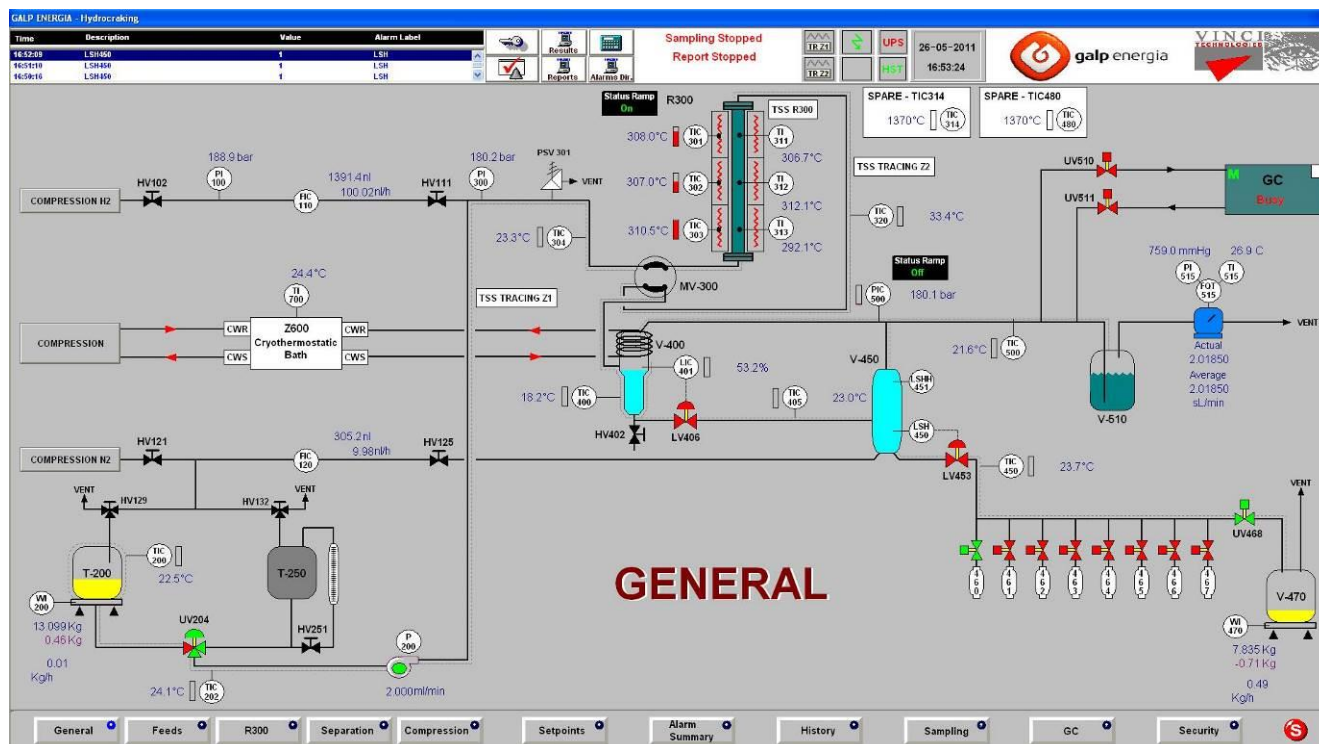 GALP ENERGIA - Hydrocraking
Time Description Value Alarm Label
16:52:09 LSH450 1 LSH
16:51:10 LSH450 1 LSH
16:50:16 LSH450 1 LSH
Results
Reports
Alarms Dir.
Sampling Stopped
Report Stopped
TR Z1
TR Z2
UPS
HST
26-05-2011
16:53:24
galp energia
VINCI
TECHNOLOGIES
Status Ramp
On
R300
TSS R300
308.0°C
TIC 301
TI 311
306.7°C
307.0°C
TIC 302
TI 312
312.1°C
310.5°C
TIC 303
TI 313
292.1°C
SPARE - TIC314
1370°C
TIC 314
SPARE - TIC480
1370°C
TIC 480
TSS TRACING Z2
TIC 320
33.4°C
UV510
UV511
M
GC
Busy
COMPRESSION H2
HV102
188.9 bar
PI 100
1391.4nl
100.02nl/h
FIC 110
HV111
180.2 bar
PI 300
PSV 301
VENT
23.3°C
TIC 304
MV-300
TSS TRACING Z1
24.4°C
TI 700
COMPRESSION
CWR
CWS
Z600
Cryothermostatic
Bath
CWR
CWS
V-400
LIC 401
53.2%
18.2°C
TIC 400
HV402
LV406
TIC 405
23.0°C
V-450
LSHH 451
LSH 450
LV453
Status Ramp
Off
PIC 500
180.1 bar
21.6°C
TIC 500
V-510
759.0 mmHg
26.9 C
PI 515
TI 515
FQT 515
VENT
Actual
2.01850
Average
2.01850
sL/min
TIC 450
23.7°C
COMPRESSION N2
HV121
305.2nl
9.98nl/h
FIC 120
HV125
VENT
HV129
HV132
VENT
T-200
TIC 200
22.5°C
T-250
WI 200
13.099Kg
0.46Kg
0.01
Kg/h
UV204
HV251
P 200
24.1°C
TIC 202
2.000ml/min
GENERAL
460
461
462
463
464
465
466
467
UV468
VENT
V-470
WI 470
7.835Kg
-0.71Kg
0.49
Kg/h
General
Feeds
R300
Separation
Compression
Setpoints
Alarm
Summary
History
Sampling
GC
Security
S